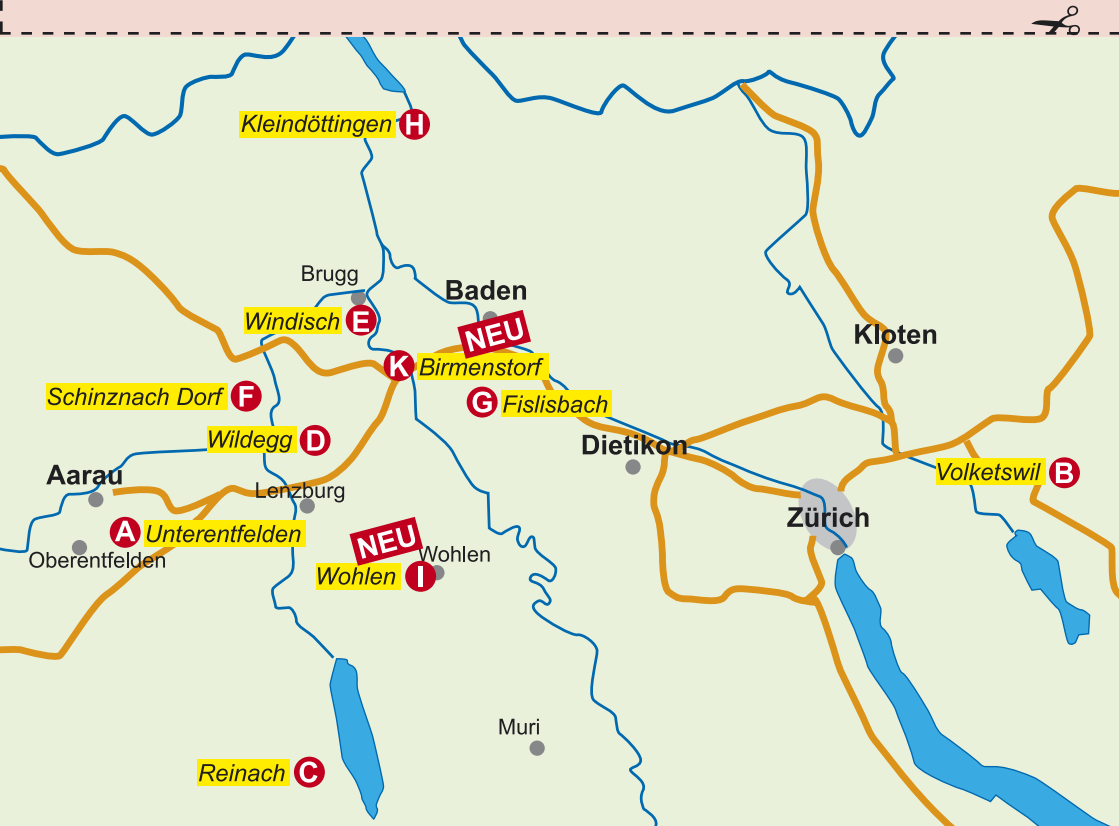 Kleindöttingen H
Brugg
Baden
Windisch E
NEU
Kloten
K Birmenstorf
Schinznach Dorf F
G Fislisbach
Wildegg D
Dietikon
Aarau
Volketswil B
Lenzburg
Zürich
A Unterentfelden
NEU
Oberentfelden
Wohlen
Wohlen I
Muri
Reinach C